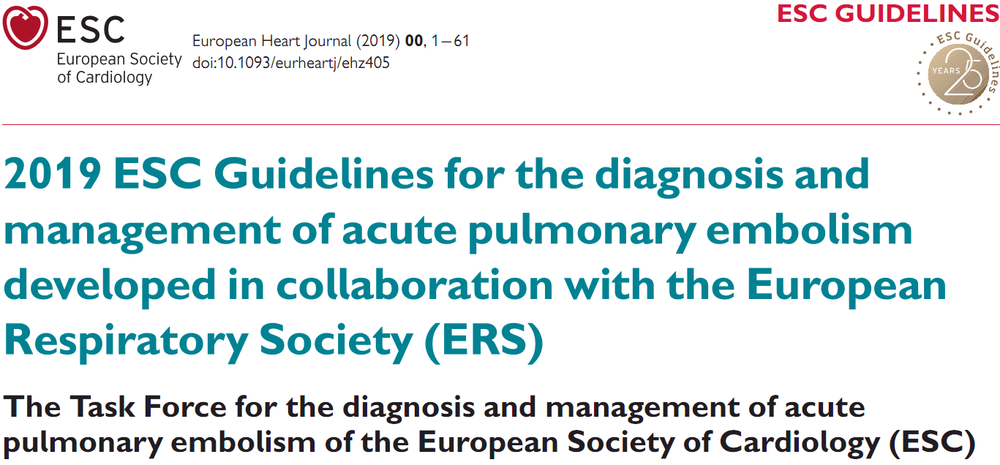 ESC
European Society
of Cardiology
European Heart Journal (2019) 00, 1−61
doi:10.1093/eurheartj/ehz405
ESC GUIDELINES
ESC Guidelines
YEARS 25
2019 ESC Guidelines for the diagnosis and
management of acute pulmonary embolism
developed in collaboration with the European
Respiratory Society (ERS)
The Task Force for the diagnosis and management of acute
pulmonary embolism of the European Society of Cardiology (ESC)